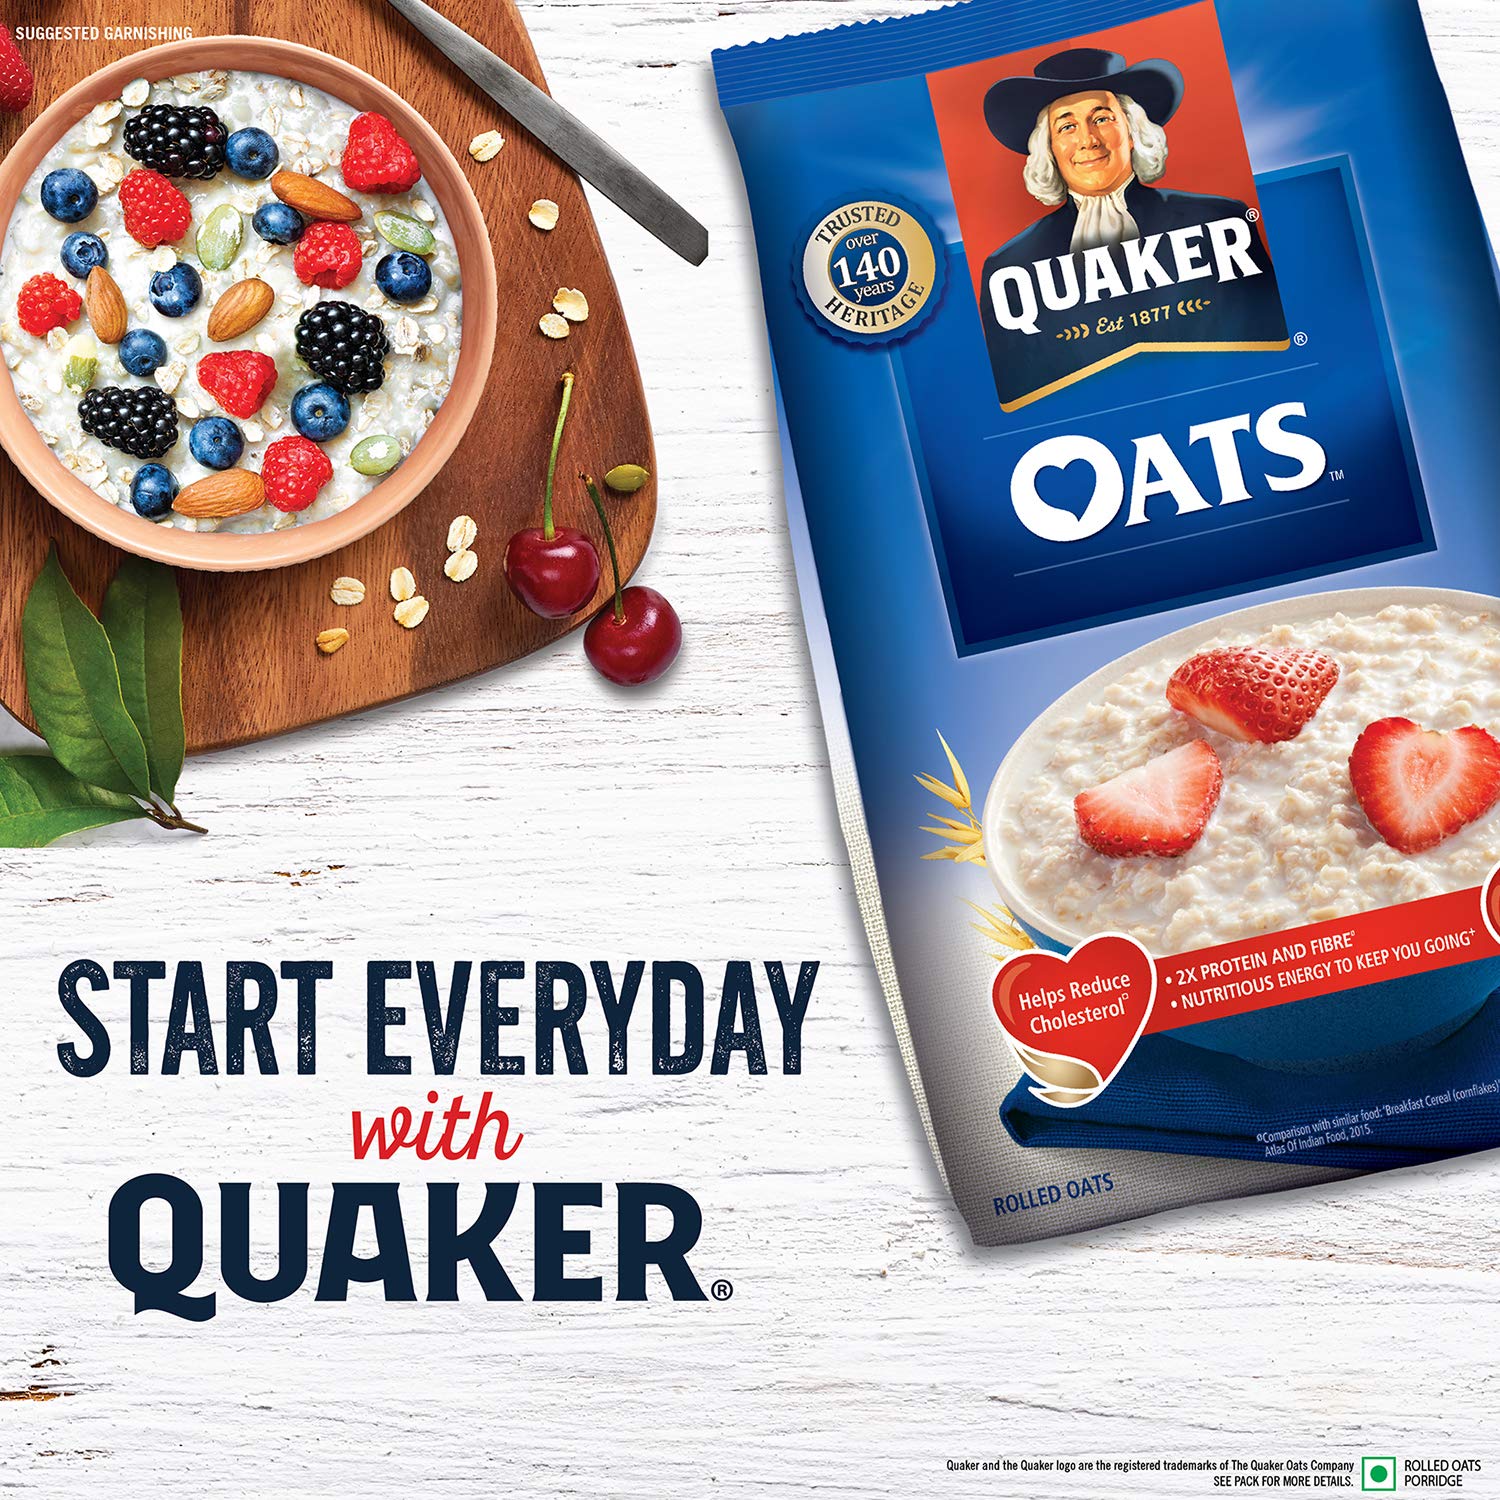 SUGGESTED GARNISHING
TRUSTED
over
140
years
HERITAGE
QUAKER®
Est 1877
®
OATS™
Helps Reduce
Cholesterol¤
• 2X PROTEIN AND FIBRE
• NUTRITIOUS ENERGY TO KEEP YOU GOING+
Comparison with similar food: 'Breakfast Cereal (cornflakes)'
Atlas Of Indian Food, 2015.
ROLLED OATS
START EVERYDAY
with
QUAKER®
Quaker and the Quaker logo are the registered trademarks of The Quaker Oats Company
SEE PACK FOR MORE DETAILS.
ROLLED OATS
PORRIDGE